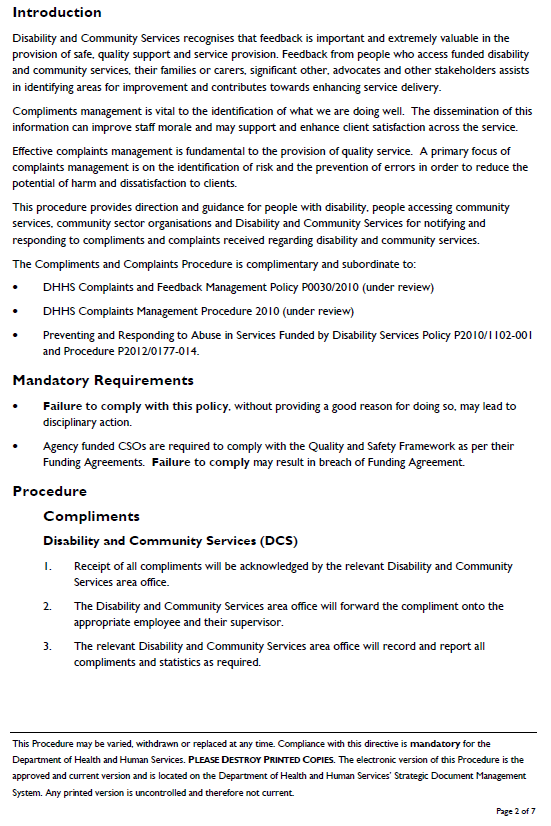 Introduction
Disability and Community Services recognises that feedback is important and extremely valuable in the
provision of safe, quality support and service provision. Feedback from people who access funded disability
and community services, their families or carers, significant other, advocates and other stakeholders assists
in identifying areas for improvement and contributes towards enhancing service delivery.
Compliments management is vital to the identification of what we are doing well.  The dissemination of this
information can improve staff morale and may support and enhance client satisfaction across the service.
Effective complaints management is fundamental to the provision of quality service.  A primary focus of
complaints management is on the identification of risk and the prevention of errors in order to reduce the
potential of harm and dissatisfaction to clients.
This procedure provides direction and guidance for people with disability, people accessing community
services, community sector organisations and Disability and Community Services for notifying and
responding to compliments and complaints received regarding disability and community services.
The Compliments and Complaints Procedure is complimentary and subordinate to:
• DHHS Complaints and Feedback Management Policy P0030/2010 (under review)
• DHHS Complaints Management Procedure 2010 (under review)
• Preventing and Responding to Abuse in Services Funded by Disability Services Policy P2010/1102-001
and Procedure P2012/0177-014.
Mandatory Requirements
• Failure to comply with this policy, without providing a good reason for doing so, may lead to
disciplinary action.
• Agency funded CSOs are required to comply with the Quality and Safety Framework as per their
Funding Agreements.  Failure to comply may result in breach of Funding Agreement.
Procedure
Compliments
Disability and Community Services (DCS)
1. Receipt of all compliments will be acknowledged by the relevant Disability and Community
Services area office.
2. The Disability and Community Services area office will forward the compliment onto the
appropriate employee and their supervisor.
3. The relevant Disability and Community Services area office will record and report all
compliments and statistics as required.
This Procedure may be varied, withdrawn or replaced at any time. Compliance with this directive is mandatory for the
Department of Health and Human Services. PLEASE DESTROY PRINTED COPIES. The electronic version of this Procedure is the
approved and current version and is located on the Department of Health and Human Services' Strategic Document Management
System. Any printed version is uncontrolled and therefore not current.
Page 2 of 7